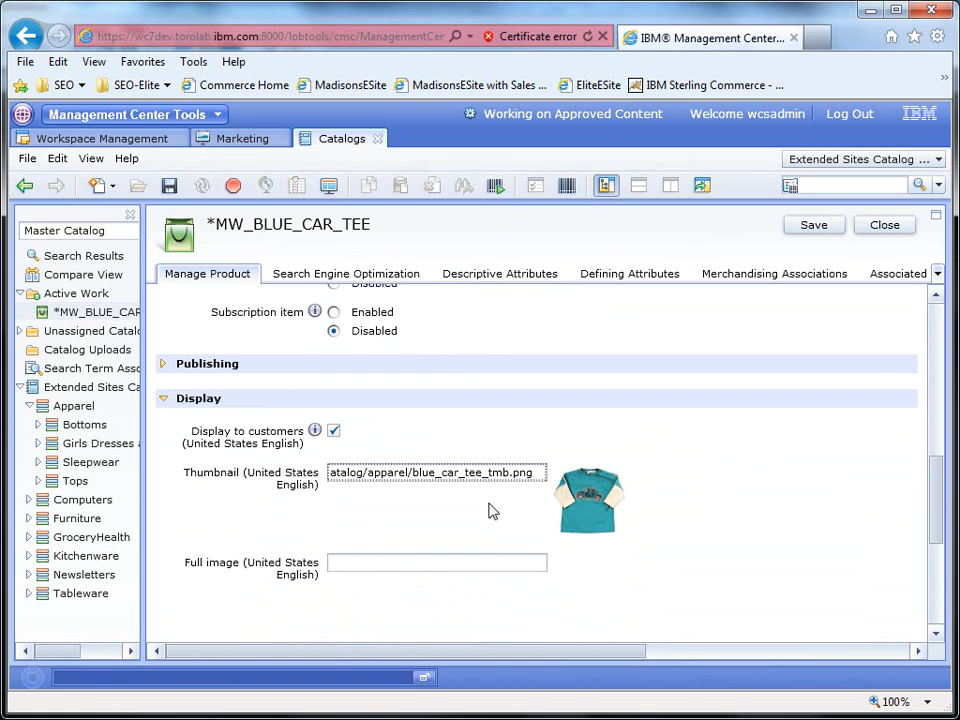 https://wc7dev.torolab.ibm.com:8000/lobtools/cmc/ManagementCer
Certificate error
IBM® Management Center...
File Edit View Favorites Tools Help
SEO SEO-Elite Commerce Home MadisonsESite MadisonsESite with Sales ... EliteESite IBM Sterling Commerce - ...
Management Center Tools
Working on Approved Content Welcome wcsadmin Log Out IBM
Workspace Management Marketing Catalogs
File Edit View Help
Extended Sites Catalog ...
Master Catalog
Search Results
Compare View
Active Work
*MW_BLUE_CAR
Unassigned Catalo
Catalog Uploads
Search Term Asso
Extended Sites Ca
Apparel
Bottoms
Girls Dresses a
Sleepwear
Tops
Computers
Furniture
GroceryHealth
Kitchenware
Newsletters
Tableware
*MW_BLUE_CAR_TEE
Save Close
Manage Product Search Engine Optimization Descriptive Attributes Defining Attributes Merchandising Associations Associated
Disabled
Subscription item Enabled
Disabled
Publishing
Display
Display to customers
(United States English)
Thumbnail (United States
English)
atalog/apparel/blue_car_tee_tmb.png
Full image (United States
English)
100%